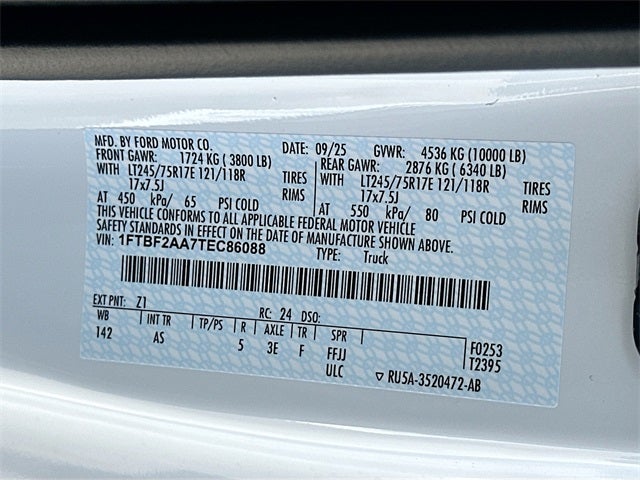 MFD. BY FORD MOTOR CO. DATE: 09/25 GVWR: 4536 KG (10000 LB)
FRONT GAWR: 1724 KG ( 3800 LB) REAR GAWR: 2876 KG ( 6340 LB)
WITH LT245/75R17E 121/118R TIRES WITH LT245/75R17E 121/118R TIRES
17x7.5J RIMS 17x7.5J RIMS
AT 450 kPa/ 65 PSI COLD AT 550 kPa/ 80 PSI COLD
THIS VEHICLE CONFORMS TO ALL APPLICABLE FEDERAL MOTOR VEHICLE
SAFETY STANDARDS IN EFFECT ON THE DATE OF MANUFACTURE SHOWN ABOVE.
VIN: 1FTBF2AA7TEC86088 TYPE: Truck
EXT PNT: Z1 RC: 24 DSO:
WB INT TR TP/PS R AXLE TR SPR F0253
142 AS 5 3E F FFJJ T2395
ULC ▽ RU5A-3520472-AB